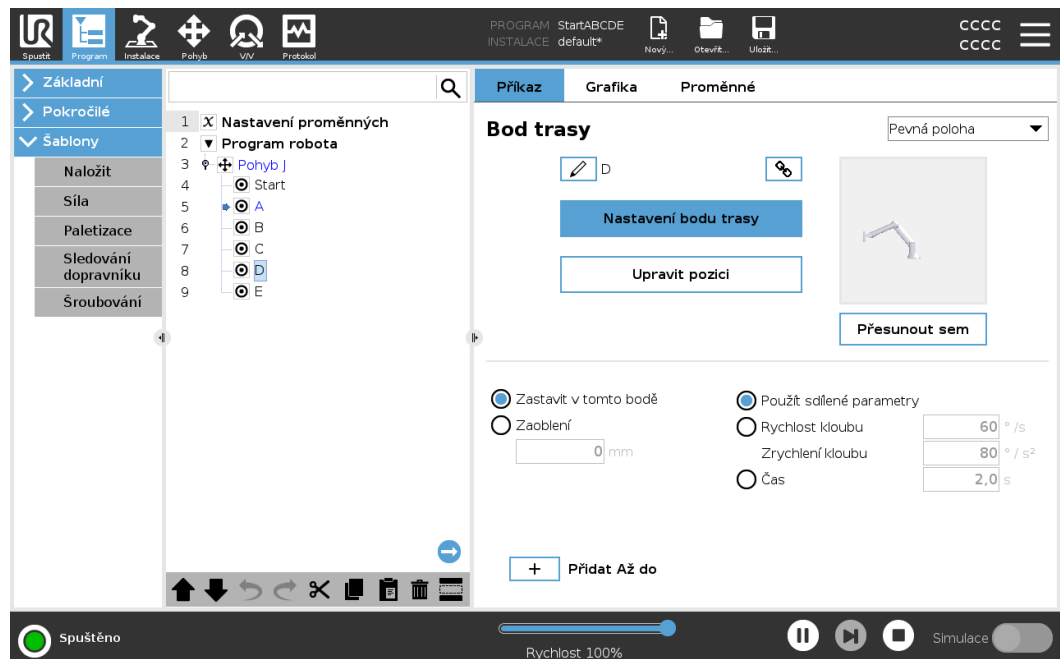 UR
Spustit
Program
Instalace
Pohyb
V/V
Protokol
PROGRAM StartABCDE
INSTALACE default*
Nový...
Otevřít...
Uložit...
cccc
cccc
Základní
Pokročilé
Šablony
Naložit
Síla
Paletizace
Sledování
dopravníku
Šroubování
1 X Nastavení proměnných
2 Program robota
3 Pohyb J
4 Start
5 A
6 B
7 C
8 D
9 E
Příkaz
Grafika
Proměnné
Bod trasy
Pevná poloha
D
Nastavení bodu trasy
Upravit pozici
Přesunout sem
Zastavit v tomto bodě
Zaoblení
0 mm
Použít sdílené parametry
Rychlost kloubu 60 ° /s
Zrychlení kloubu 80 ° / s²
Čas 2,0 s
+ Přidat Až do
Spuštěno
Rychlost 100%
Simulace